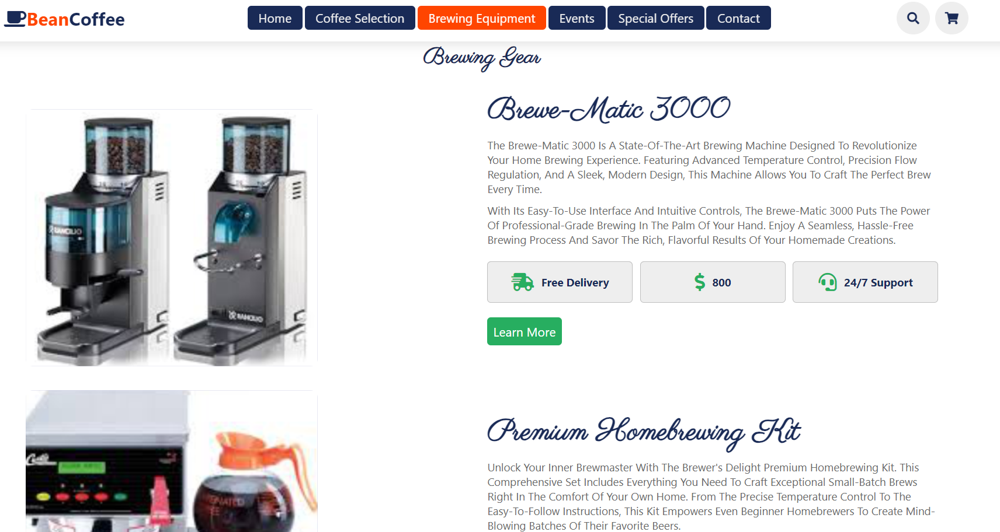 BeanCoffee
Home
Coffee Selection
Brewing Equipment
Events
Special Offers
Contact
Brewing Gear
Brewe-Matic 3000
The Brewe-Matic 3000 Is A State-Of-The-Art Brewing Machine Designed To Revolutionize
Your Home Brewing Experience. Featuring Advanced Temperature Control, Precision Flow
Regulation, And A Sleek, Modern Design, This Machine Allows You To Craft The Perfect Brew
Every Time.
With Its Easy-To-Use Interface And Intuitive Controls, The Brewe-Matic 3000 Puts The Power
Of Professional-Grade Brewing In The Palm Of Your Hand. Enjoy A Seamless, Hassle-Free
Brewing Process And Savor The Rich, Flavorful Results Of Your Homemade Creations.
RANCILIO
RANCILIO
Free Delivery
$ 800
24/7 Support
Learn More
Premium Homebrewing Kit
Unlock Your Inner Brewmaster With The Brewer's Delight Premium Homebrewing Kit. This
Comprehensive Set Includes Everything You Need To Craft Exceptional Small-Batch Brews
Right In The Comfort Of Your Own Home. From The Precise Temperature Control To The
Easy-To-Follow Instructions, This Kit Empowers Even Beginner Homebrewers To Create Mind-
Blowing Batches Of Their Favorite Beers.